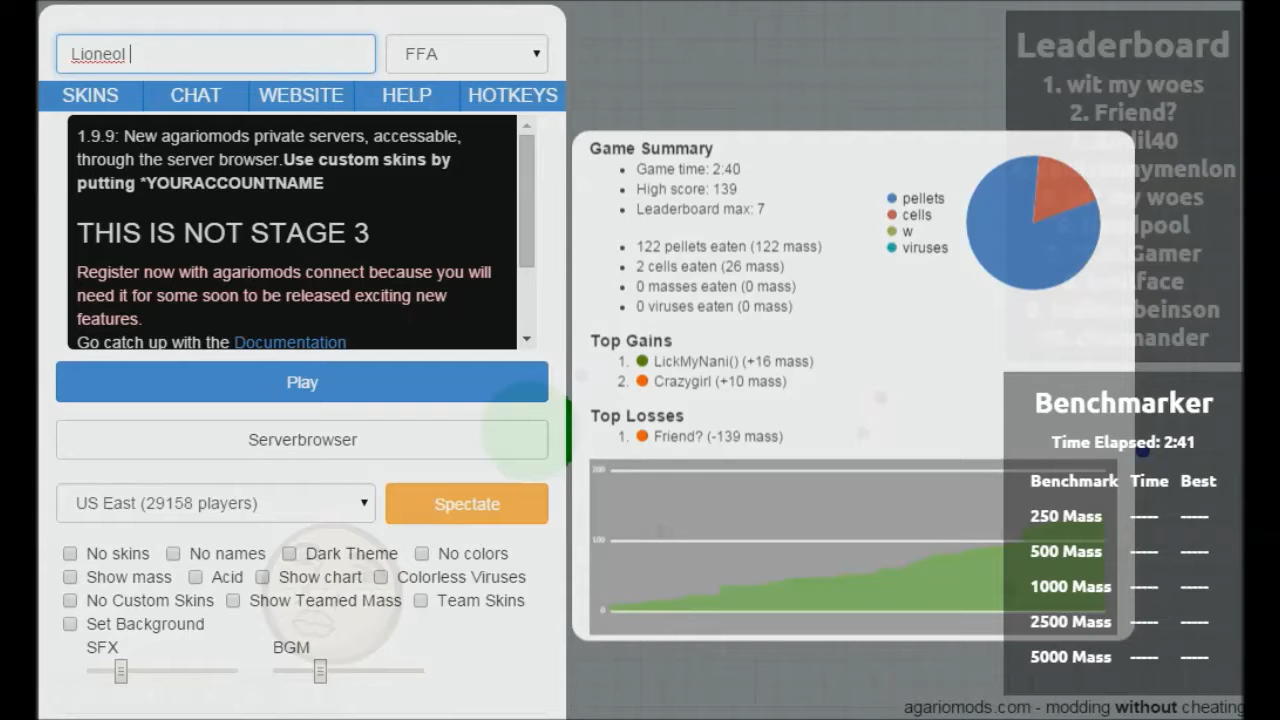 Lioneol
FFA
SKINS CHAT WEBSITE HELP HOTKEYS
1.9.9: New agariomods private servers, accessable,
through the server browser.Use custom skins by
putting *YOURACCOUNTNAME
THIS IS NOT STAGE 3
Register now with agariomods connect because you will
need it for some soon to be released exciting new
features.
Go catch up with the Documentation
Play
Serverbrowser
US East (29158 players)
Spectate
No skins No names Dark Theme No colors
Show mass Acid Show chart Colorless Viruses
No Custom Skins Show Teamed Mass Team Skins
Set Background
SFX BGM
Game Summary
Game time: 2:40
High score: 139
Leaderboard max: 7
122 pellets eaten (122 mass)
2 cells eaten (26 mass)
0 masses eaten (0 mass)
0 viruses eaten (0 mass)
pellets
cells
w
viruses
Top Gains
1. LickMyNani() (+16 mass)
2. Crazygirl (+10 mass)
Top Losses
1. Friend? (-139 mass)
200
100
0
Leaderboard
1. wit my woes
2. Friend?
Benchmarker
Time Elapsed: 2:41
Benchmark Time Best
250 Mass ----- -----
500 Mass ----- -----
1000 Mass ----- -----
2500 Mass ----- -----
5000 Mass ----- -----
agariomods.com - modding without cheating